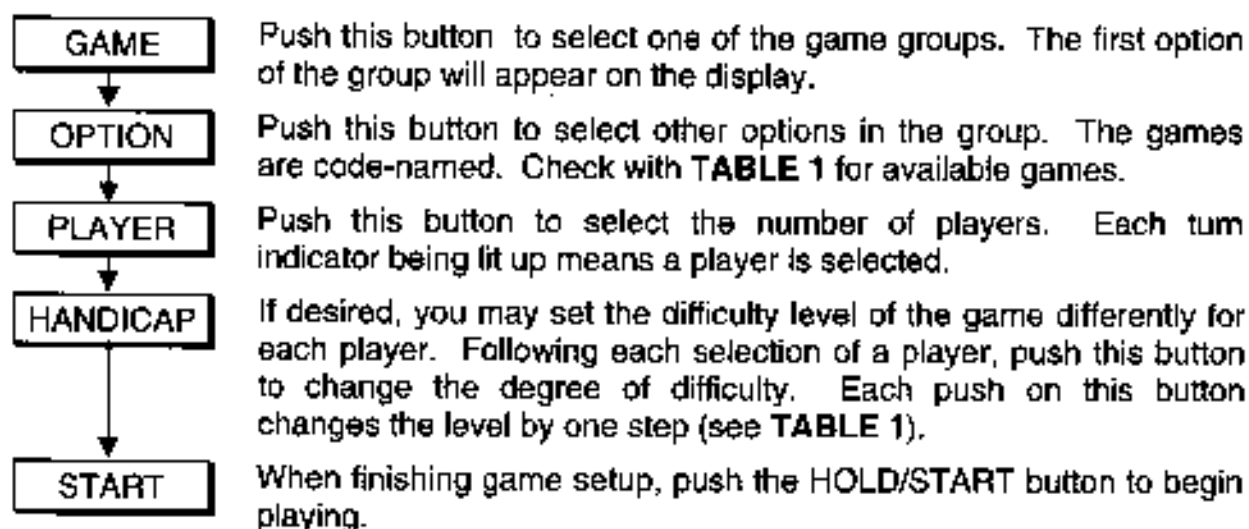 GAME
Push this button to select one of the game groups. The first option
of the group will appear on the display.
OPTION
Push this button to select other options in the group. The games
are code-named. Check with TABLE 1 for available games.
PLAYER
Push this button to select the number of players. Each turn
indicator being lit up means a player is selected.
HANDICAP
If desired, you may set the difficulty level of the game differently for
each player. Following each selection of a player, push this button
to change the degree of difficulty. Each push on this button
changes the level by one step (see TABLE 1).
START
When finishing game setup, push the HOLD/START button to begin
playing.